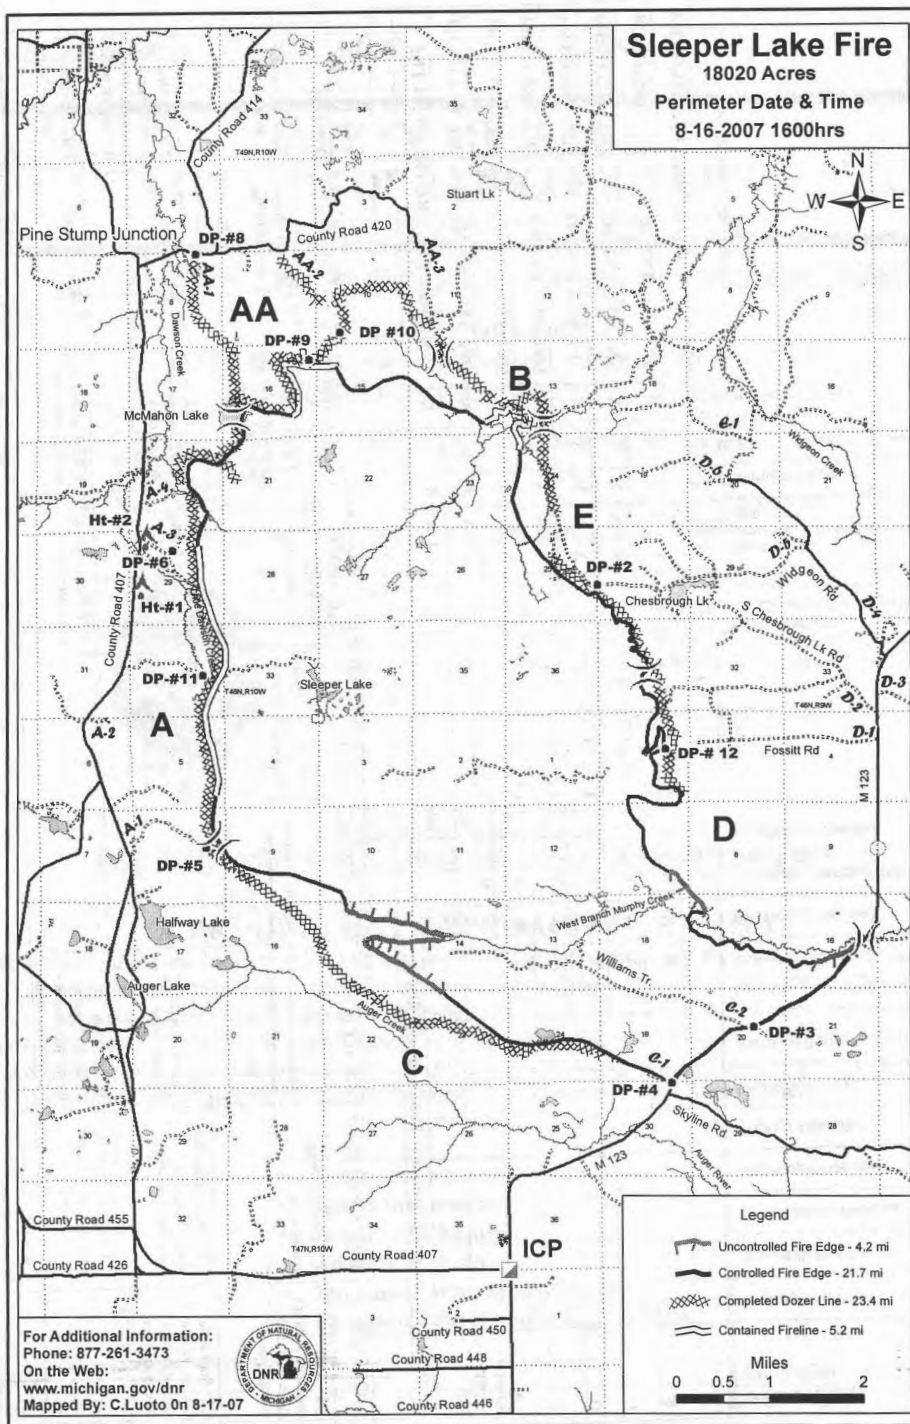 Sleeper Lake Fire
18020 Acres
Perimeter Date & Time
8-16-2007 1600hrs
N
W E
S
County Road 414
T49N,R10W
Stuart Lk
Pine Stump Junction
DP-#8
County Road 420
AA-1
AA-2
AA-3
AA
Dawson Creek
DP-#9
DP #10
B
McMahon Lake
C-1
D-6
Widgeon Creek
A-4
Ht-#2
A-3
E
DP-#6
DP-#2
D-5
Widgeon Rd
Ht-#1
Chesbrough Lk
D-4
County Road 407
S Chesbrough Lk Rd
DP-#11
T48N,R10W
Sleeper Lake
D-3
D-2
T48N,R9W
A-2
A
D-1
DP-# 12
Fossitt Rd
M 123
A-1
D
DP-#5
West Branch Murphy Creek
Halfway Lake
Williams T.
Auger Lake
Auger Creek
C-2
DP-#3
C
C-1
DP-#4
Skyline Rd
M 123
Auger River
County Road 455
ICP
T47N,R10W
County Road 407
County Road 426
County Road 450
County Road 448
County Road 446
Legend
Uncontrolled Fire Edge - 4.2 mi
Controlled Fire Edge - 21.7 mi
Completed Dozer Line - 23.4 mi
Contained Fireline - 5.2 mi
Miles
0 0.5 1 2
For Additional Information:
Phone: 877-261-3473
On the Web:
www.michigan.gov/dnr
Mapped By: C.Luoto 0n 8-17-07
DEPARTMENT OF NATURAL RESOURCES
DNR
MICHIGAN